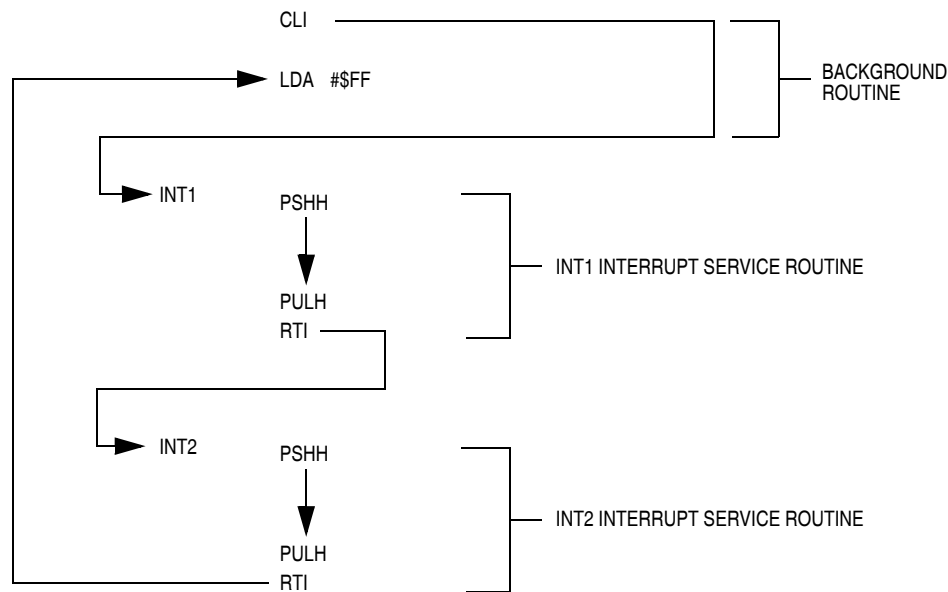 CLI
LDA #$FF
BACKGROUND
ROUTINE
INT1
PSHH
INT1 INTERRUPT SERVICE ROUTINE
PULH
RTI
INT2
PSHH
INT2 INTERRUPT SERVICE ROUTINE
PULH
RTI